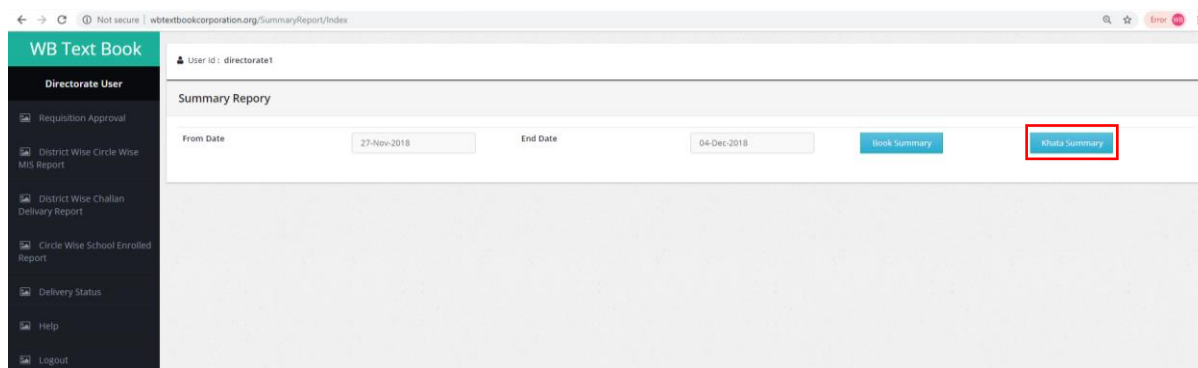 Not secure | wbtextbookcorporation.org/SummaryReport/Index
Error
WB
WB Text Book
Directorate User
Requisition Approval
District Wise Circle Wise
MIS Report
District Wise Challan
Delivary Report
Circle Wise School Enrolled
Report
Delivery Status
Help
Logout
User Id : directorate1
Summary Repory
From Date
27-Nov-2018
End Date
04-Dec-2018
Book Summary
Khata Summary